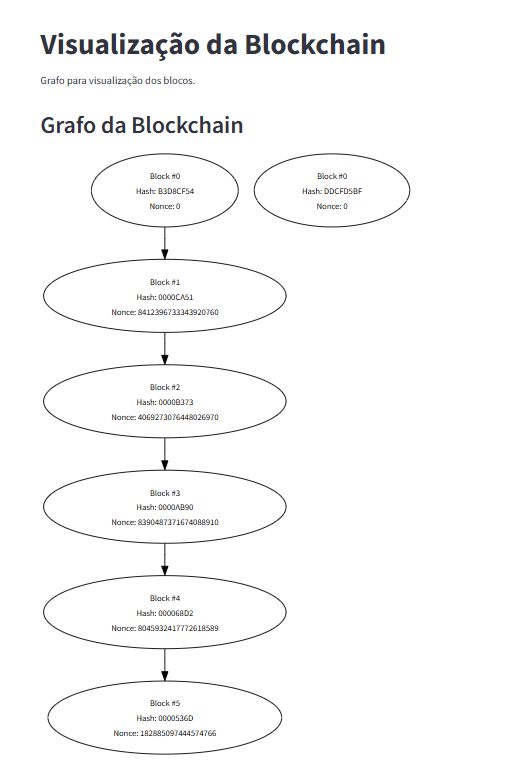 Visualização da Blockchain
Grafo para visualização dos blocos.
Grafo da Blockchain
Block #0
Hash: B3D8CF54
Nonce: 0
Block #0
Hash: DDCFD5BF
Nonce: 0
Block #1
Hash: 0000CA51
Nonce: 8412396733343920760
Block #2
Hash: 0000B373
Nonce: 4069273076448026970
Block #3
Hash: 0000AB90
Nonce: 8390487371674088910
Block #4
Hash: 000068D2
Nonce: 8045932417772618589
Block #5
Hash: 0000536D
Nonce: 182885097444574766